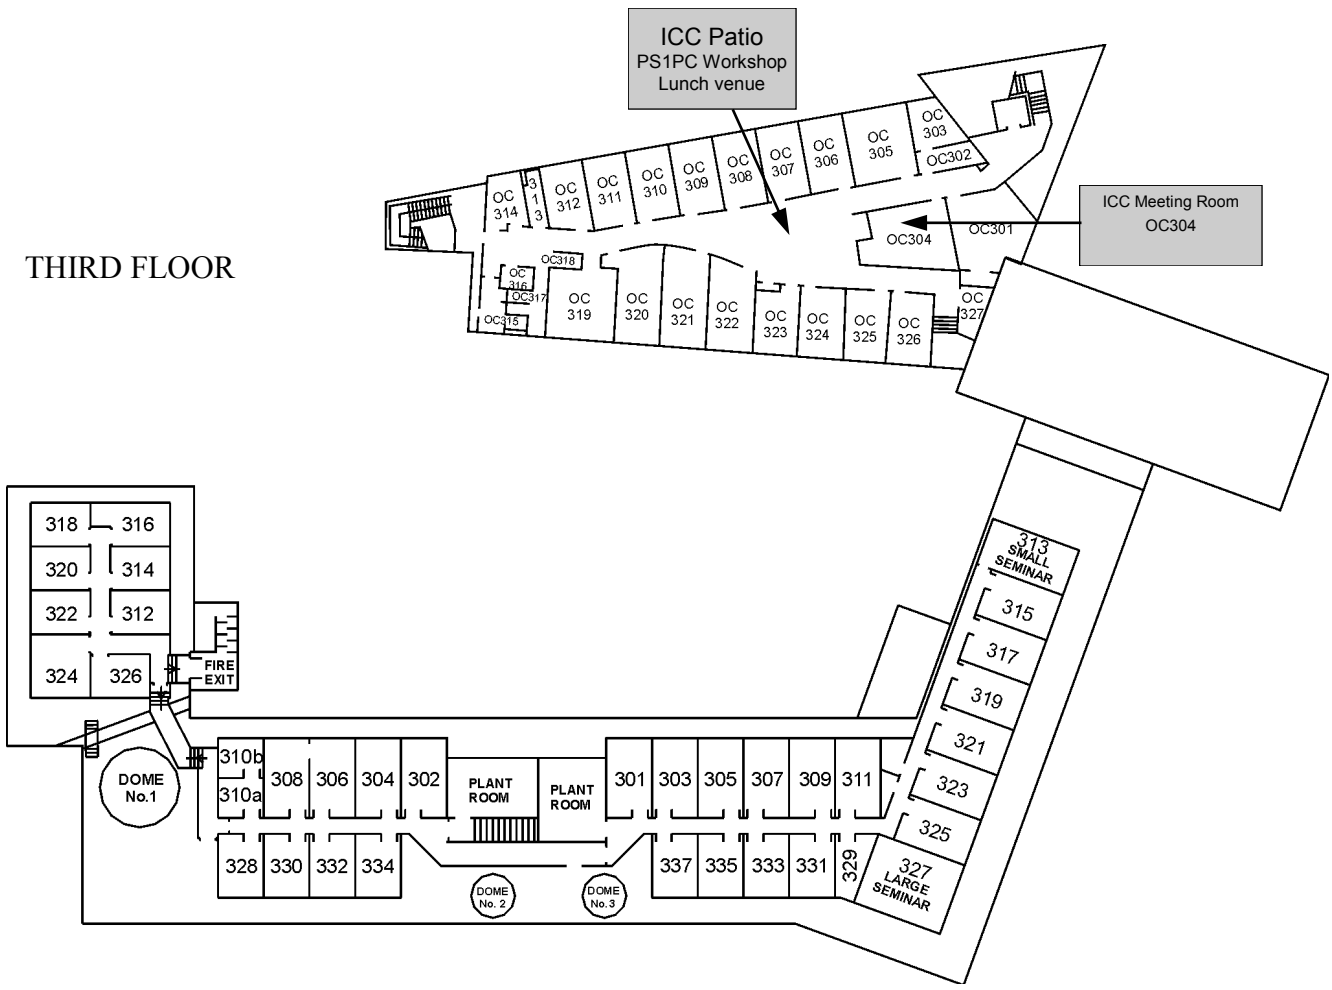 ICC Patio
PS1PC Workshop
Lunch venue
ICC Meeting Room
OC304
THIRD FLOOR
OC
303
OC302
OC
305
OC
306
OC
307
OC
308
OC
309
OC
310
OC
311
OC
312
3
1
3
OC
314
OC304
OC301
OC318
OC
316
OC317
OC315
OC
319
OC
320
OC
321
OC
322
OC
323
OC
324
OC
325
OC
326
OC
327
318
316
320
314
322
312
324
326
FIRE
EXIT
DOME
No.1
310b
310a
308
306
304
302
PLANT
ROOM
PLANT
ROOM
301
303
305
307
309
311
328
330
332
334
337
335
333
331
329
DOME
No. 2
DOME
No.3
313
SMALL
SEMINAR
315
317
319
321
323
325
327
LARGE
SEMINAR